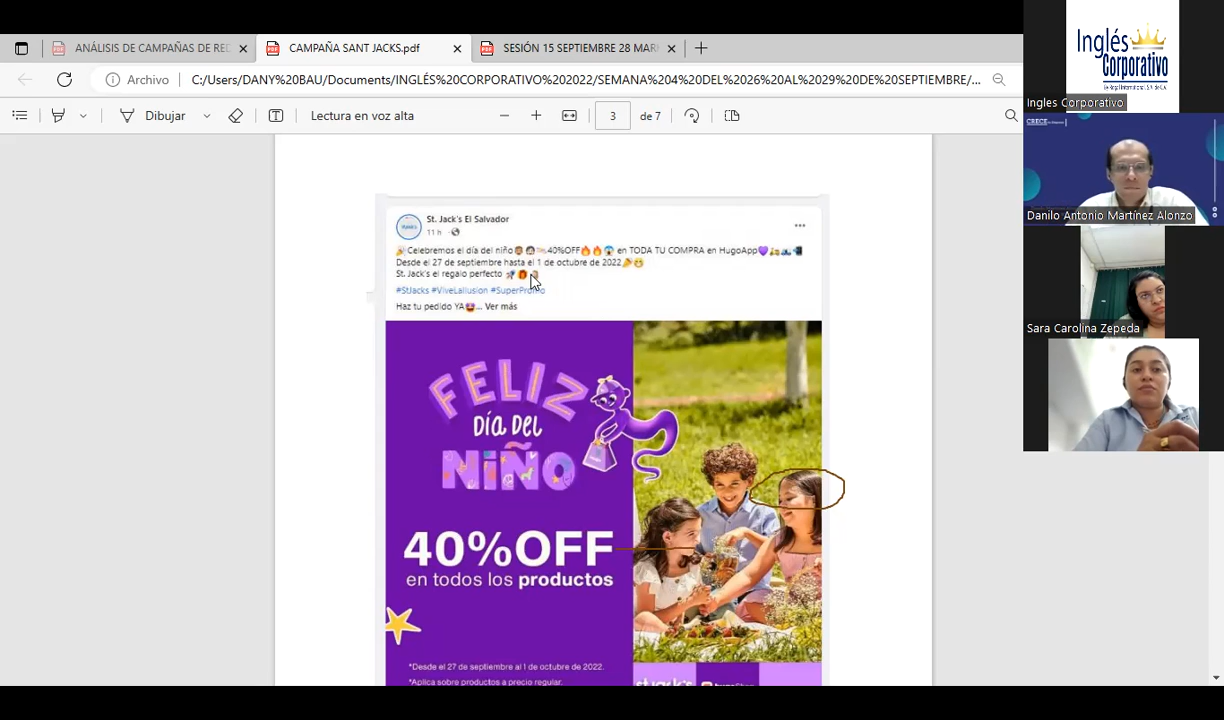 ANÁLISIS DE CAMPAÑAS DE RED
CAMPAÑA SANT JACKS.pdf
SESIÓN 15 SEPTIEMBRE 28 MAR
Archivo
C:/Users/DANY%20BAU/Documents/INGLÉS%20CORPORATIVO%202022/SEMANA%204%20DEL%2026%20AL%2029%20DE%20SEPTIEMBRE/...
Dibujar
Lectura en voz alta
3
de 7
St. Jack's El Salvador
11 h
🎉Celebremos el día del niño 40%OFF🔥🔥😱 en TODA TU COMPRA en HugoApp💜
Desde el 27 de septiembre hasta el 1 de octubre de 2022🎉
St. Jack's el regalo perfecto
#StJacks #ViveLaIlusion #SuperPromo
Haz tu pedido YA... Ver más
FELIZ
DÍA DEL
NIÑO
40%OFF
en todos los productos
*Desde el 27 de septiembre al 1 de octubre de 2022.
*Aplica sobre productos a precio regular.
st.jack's
Inglés
Corporativo
Ingles Corporativo
CRECE
Danilo Antonio Martínez Alonzo
Sara Carolina Zepeda